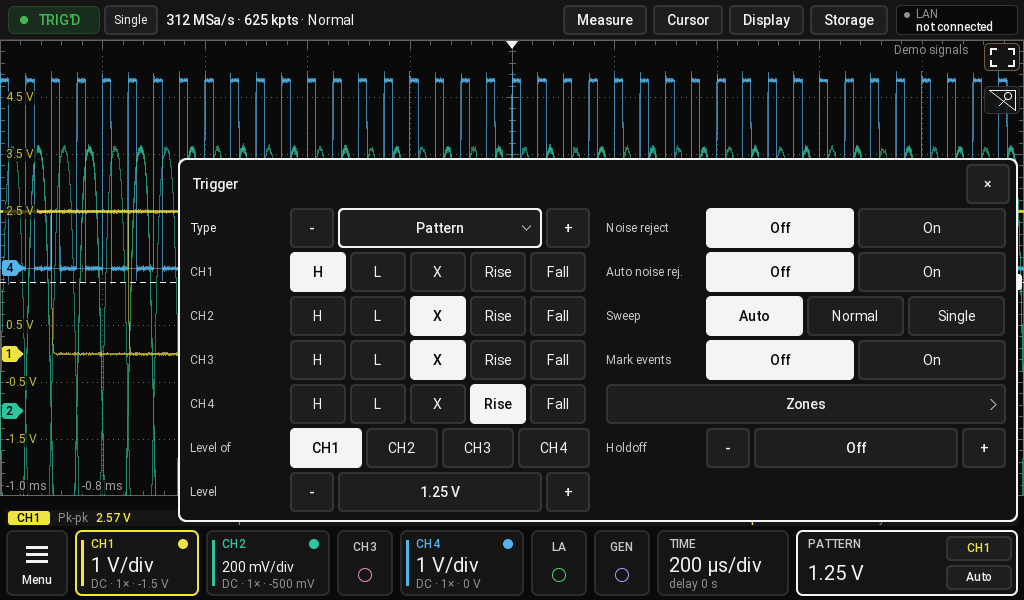 TRIG'D Single 312 MSa/s · 625 kpts · Normal Measure Cursor Display Storage LAN
not connected
Demo signals
4.5 V
3.5 V
2.5 V
4
0.5 V
1
-0.5 V
2
-1.5 V
-1.0 ms -0.8 ms
Trigger ×
Type - Pattern + Noise reject Off On
CH1 H L X Rise Fall Auto noise rej. Off On
CH2 H L X Rise Fall Sweep Auto Normal Single
CH3 H L X Rise Fall Mark events Off On
CH4 H L X Rise Fall Zones
Level of CH1 CH2 CH3 CH4 Holdoff - Off +
Level - 1.25 V +
CH1 Pk-pk 2.57 V
Menu
CH1
1 V/div
DC · 1× · -1.5 V
CH2
200 mV/div
DC · 1× · -500 mV
CH3
CH4
1 V/div
DC · 1× · 0 V
LA
GEN
TIME
200 µs/div
delay 0 s
PATTERN
1.25 V
CH1
Auto